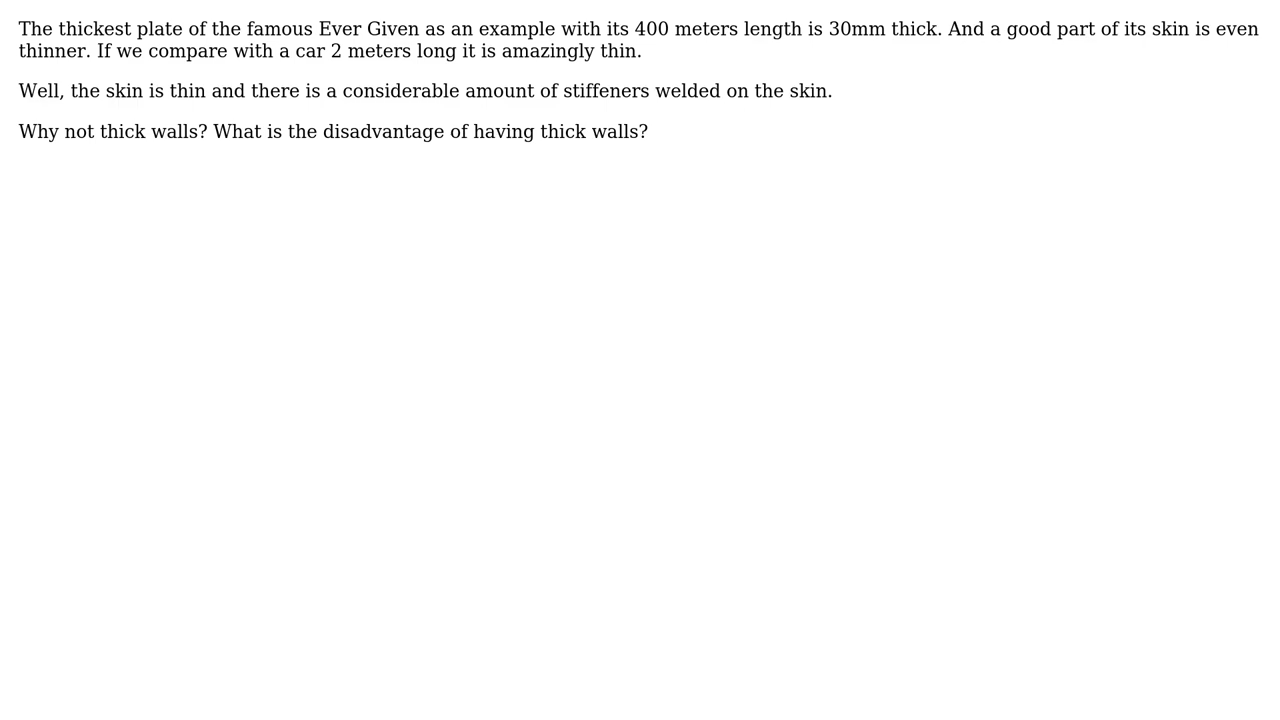 The thickest plate of the famous Ever Given as an example with its 400 meters length is 30mm thick. And a good part of its skin is even
thinner. If we compare with a car 2 meters long it is amazingly thin.
Well, the skin is thin and there is a considerable amount of stiffeners welded on the skin.
Why not thick walls? What is the disadvantage of having thick walls?